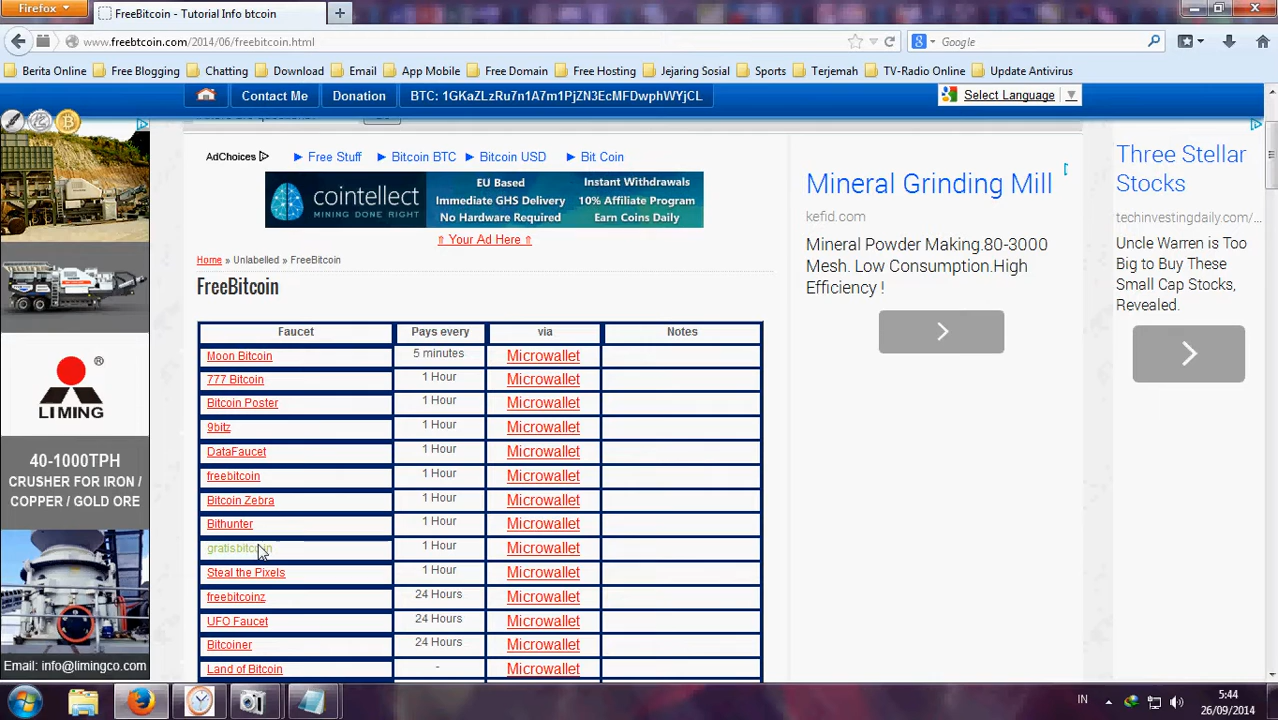 Firefox
FreeBitcoin - Tutorial Info btcoin
www.freebtcoin.com/2014/06/freebitcoin.html
Google
Berita Online Free Blogging Chatting Download Email App Mobile Free Domain Free Hosting Jejaring Sosial Sports Terjemah TV-Radio Online Update Antivirus
Contact Me Donation BTC: 1GKaZLzRu7n1A7m1PjZN3EcMFDwphWYjCL
Select Language
AdChoices Free Stuff Bitcoin BTC Bitcoin USD Bit Coin
cointellect
MINING DONE RIGHT
EU Based
Immediate GHS Delivery
No Hardware Required
Instant Withdrawals
10% Affiliate Program
Earn Coins Daily
⇑ Your Ad Here ⇑
Home » Unlabelled » FreeBitcoin
FreeBitcoin
Faucet Pays every via Notes
Moon Bitcoin 5 minutes Microwallet
777 Bitcoin 1 Hour Microwallet
Bitcoin Poster 1 Hour Microwallet
9bitz 1 Hour Microwallet
DataFaucet 1 Hour Microwallet
freebitcoin 1 Hour Microwallet
Bitcoin Zebra 1 Hour Microwallet
Bithunter 1 Hour Microwallet
gratisbitcoin 1 Hour Microwallet
Steal the Pixels 1 Hour Microwallet
freebitcoinz 24 Hours Microwallet
UFO Faucet 24 Hours Microwallet
Bitcoiner 24 Hours Microwallet
Land of Bitcoin - Microwallet
Mineral Grinding Mill
kefid.com
Mineral Powder Making.80-3000
Mesh. Low Consumption.High
Efficiency !
Three Stellar
Stocks
techinvestingdaily.com/...
Uncle Warren is Too
Big to Buy These
Small Cap Stocks,
Revealed.
®
LIMING
40-1000TPH
CRUSHER FOR IRON /
COPPER / GOLD ORE
Email: info@limingco.com
IN
5:44
26/09/2014